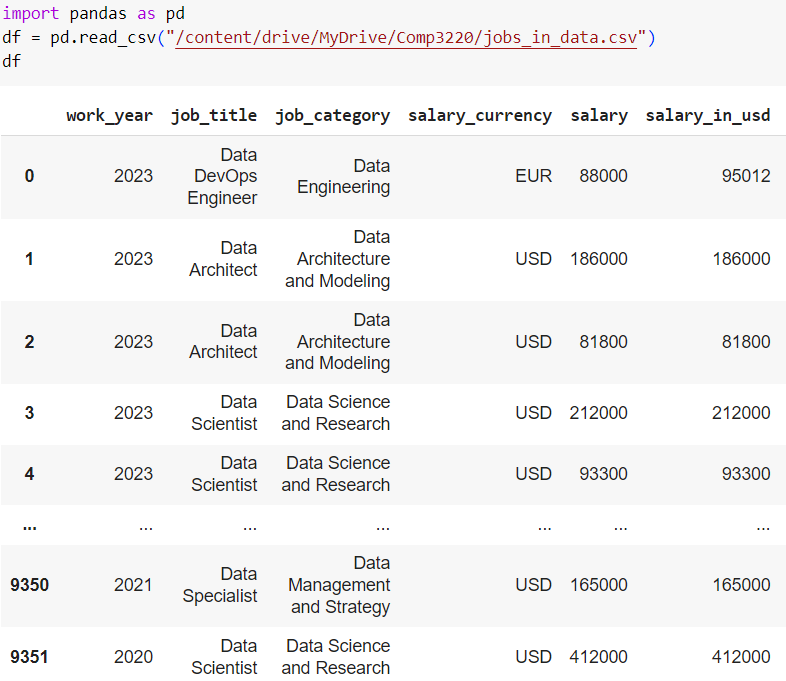 import pandas as pd
df = pd.read_csv("/content/drive/MyDrive/Comp3220/jobs_in_data.csv")
df
work_year job_title job_category salary_currency salary salary_in_usd
0 2023 Data DevOps Engineer Data Engineering EUR 88000 95012
1 2023 Data Architect Data Architecture and Modeling USD 186000 186000
2 2023 Data Architect Data Architecture and Modeling USD 81800 81800
3 2023 Data Scientist Data Science and Research USD 212000 212000
4 2023 Data Scientist Data Science and Research USD 93300 93300
... ... ... ... ... ... ...
9350 2021 Data Specialist Data Management and Strategy USD 165000 165000
9351 2020 Data Scientist Data Science and Research USD 412000 412000